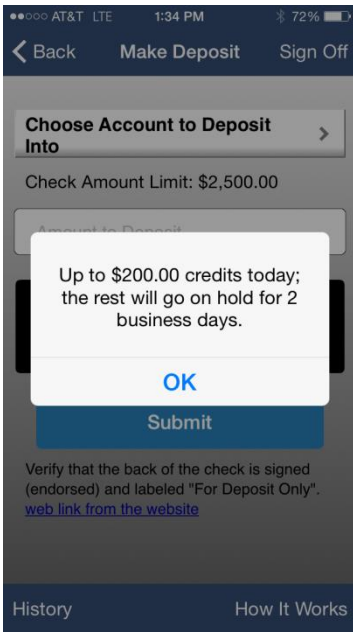 AT&T LTE 1:34 PM 72%
Back Make Deposit Sign Off
Choose Account to Deposit
Into
Check Amount Limit: $2,500.00
Amount to Deposit
Up to $200.00 credits today;
the rest will go on hold for 2
business days.
OK
Submit
Verify that the back of the check is signed
(endorsed) and labeled "For Deposit Only".
web link from the website
History How It Works